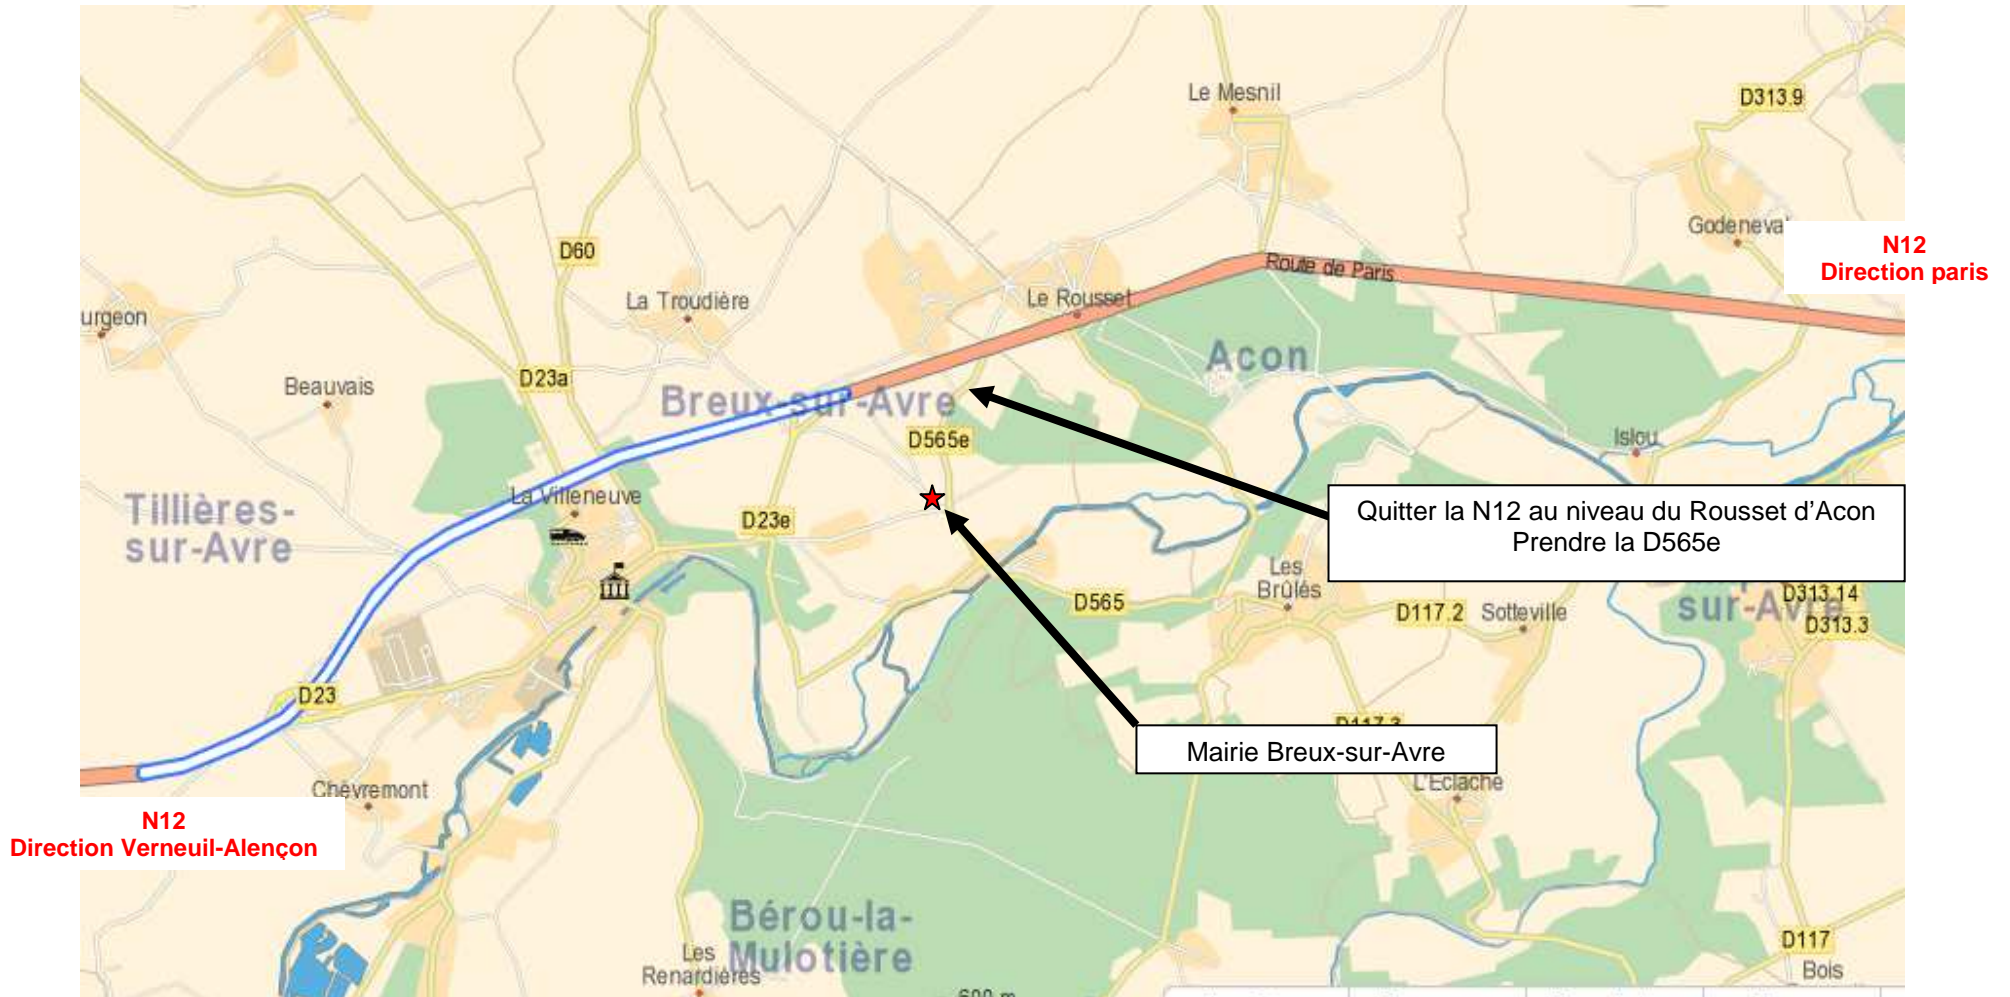 Le Mesnil
D313.9
D60
Godeneval
N12
Direction paris
Route de Paris
La Troudière
Le Rousset
urgeon
Acon
D23a
Beauvais
Breux-sur-Avre
D565e
Islou
La Villeneuve
Tillières-
sur-Avre
D23e
Quitter la N12 au niveau du Rousset d'Acon
Prendre la D565e
Les
Brûlés
D565
D117.2
Sotteville
sur-Avre
D313.14
D313.3
D23
D117.3
Mairie Breux-sur-Avre
Chèvremont
L'Eclache
N12
Direction Verneuil-Alençon
Bérou-la-
Mulotière
Les
Renardières
D117
Bois
600 m